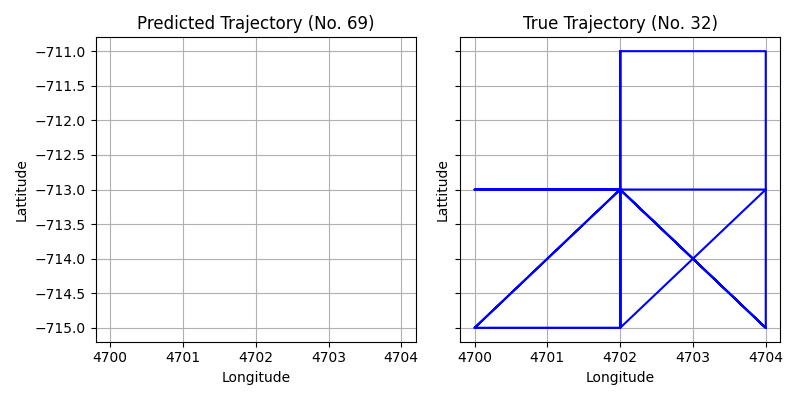 Predicted Trajectory (No. 69)
True Trajectory (No. 32)
−711.0
−711.5
−712.0
−712.5
−713.0
−713.5
−714.0
−714.5
−715.0
Lattitude
Lattitude
4700 4701 4702 4703 4704
4700 4701 4702 4703 4704
Longitude
Longitude